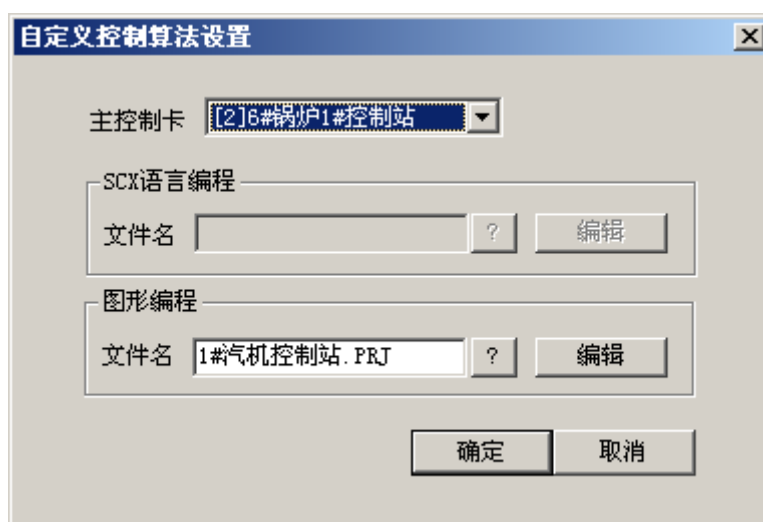 自定义控制算法设置
主控制卡 [2]6#锅炉1#控制站
SCX语言编程
文件名 ? 编辑
图形编程
文件名 1#汽机控制站.PRJ ? 编辑
确定 取消